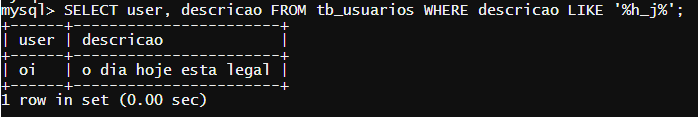 mysql> SELECT user, descricao FROM tb_usuarios WHERE descricao LIKE '%h_j%';
+------+-----------------------+
| user | descricao             |
+------+-----------------------+
| oi   | o dia hoje esta legal |
+------+-----------------------+
1 row in set (0.00 sec)